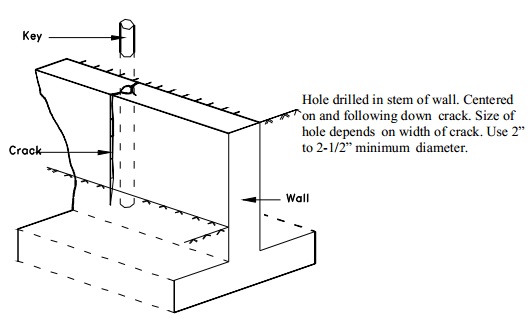 Key
Hole drilled in stem of wall. Centered
on and following down crack. Size of
hole depends on width of crack. Use 2”
to 2-1/2” minimum diameter.
Crack
Wall